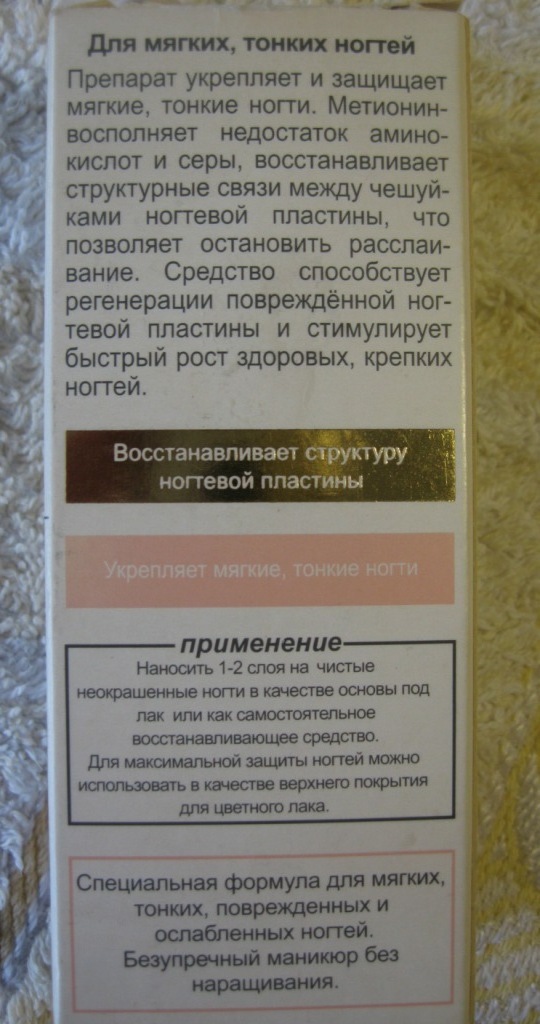 Для мягких, тонких ногтей
Препарат укрепляет и защищает
мягкие, тонкие ногти. Метионин-
восполняет недостаток амино-
кислот и серы, восстанавливает
структурные связи между чешуй-
ками ногтевой пластины, что
позволяет остановить расслаи-
вание. Средство способствует
регенерации повреждённой ног-
тевой пластины и стимулирует
быстрый рост здоровых, крепких
ногтей.
Восстанавливает структуру
ногтевой пластины
Укрепляет мягкие, тонкие ногти
применение
Наносить 1-2 слоя на чистые
неокрашенные ногти в качестве основы под
лак или как самостоятельное
восстанавливающее средство.
Для максимальной защиты ногтей можно
использовать в качестве верхнего покрытия
для цветного лака.
Специальная формула для мягких,
тонких, поврежденных и
ослабленных ногтей.
Безупречный маникюр без
наращивания.